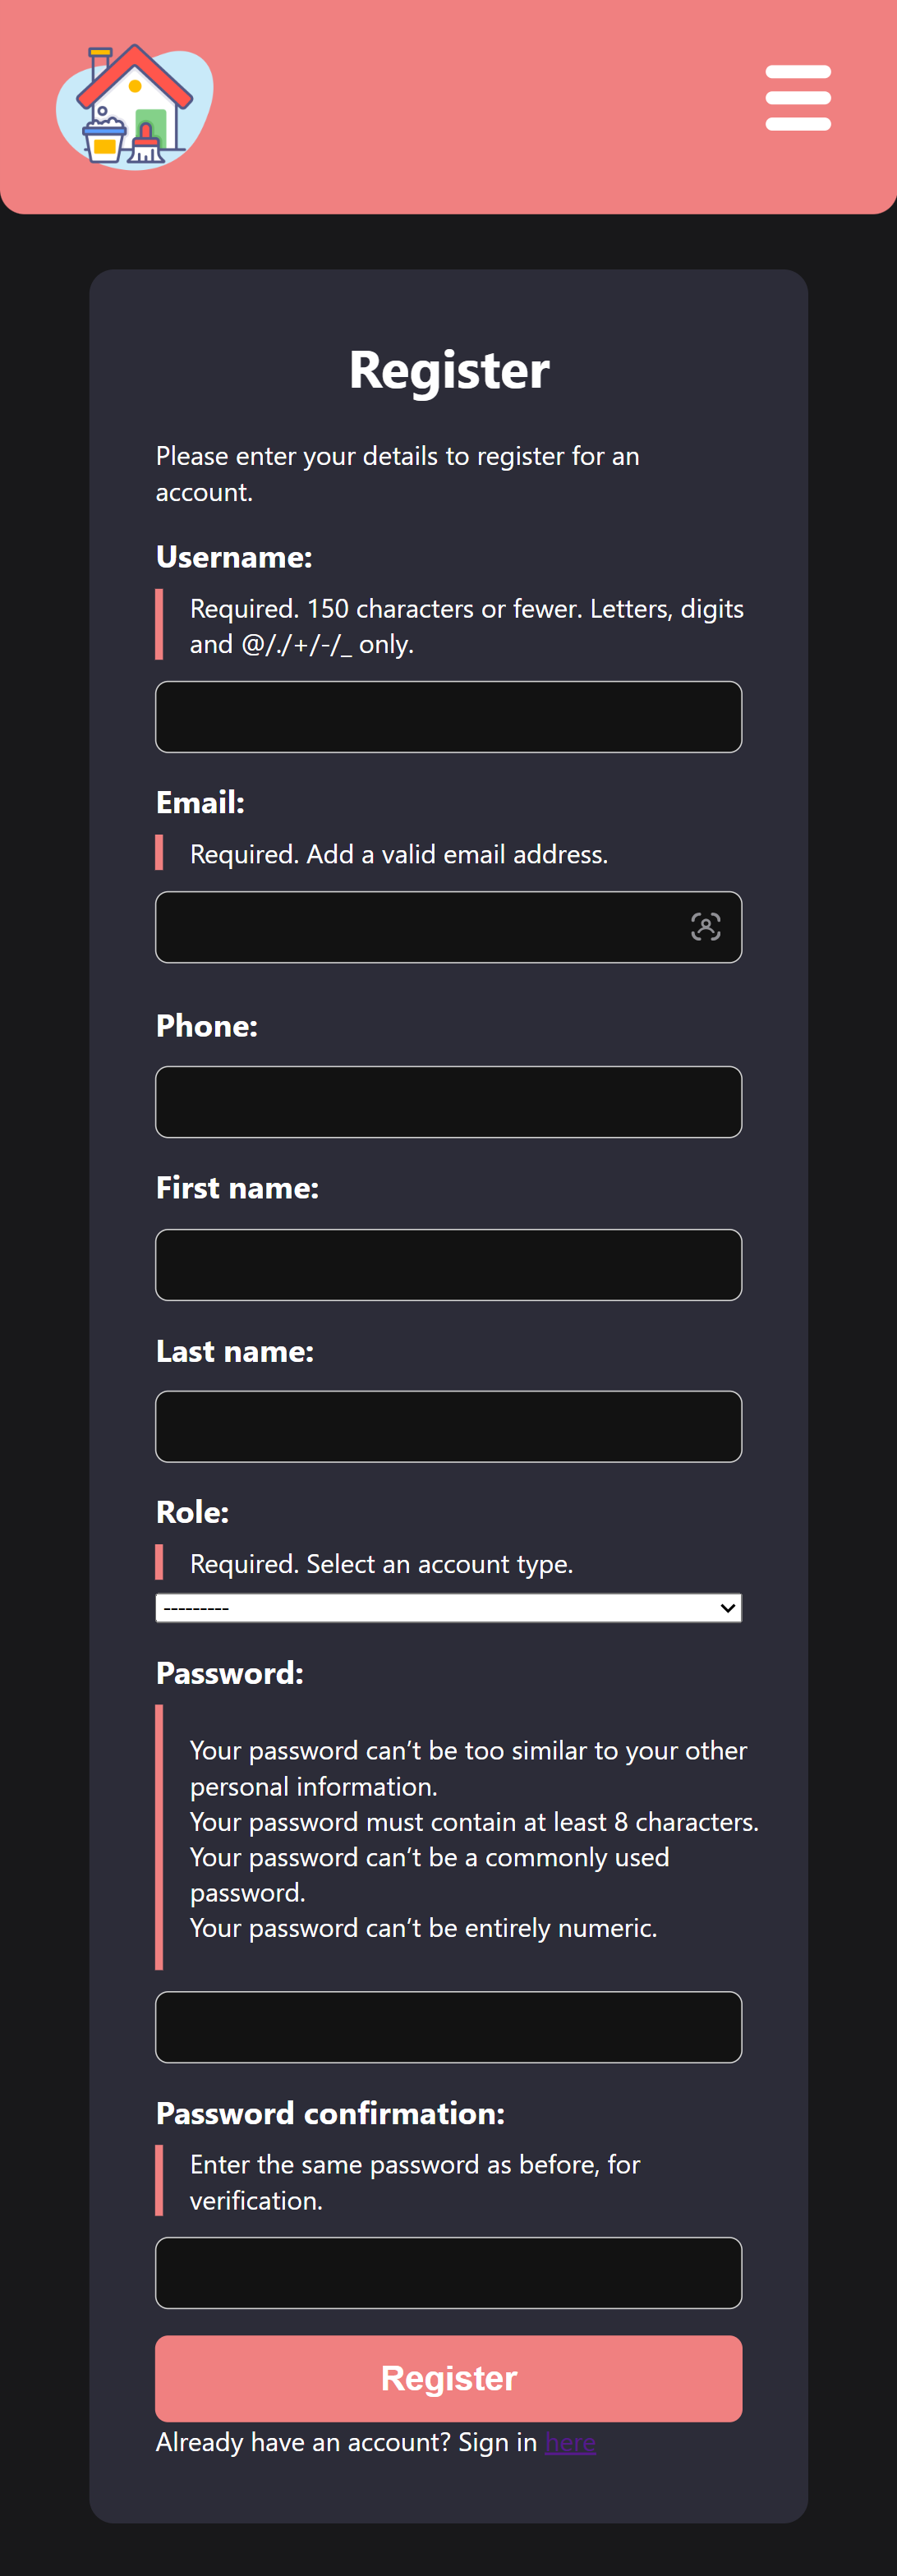 Register
Please enter your details to register for an
account.
Username:
Required. 150 characters or fewer. Letters, digits
and @/./+/-/_ only.
Email:
Required. Add a valid email address.
Phone:
First name:
Last name:
Role:
Required. Select an account type.
---------
Password:
Your password can’t be too similar to your other
personal information.
Your password must contain at least 8 characters.
Your password can’t be a commonly used
password.
Your password can’t be entirely numeric.
Password confirmation:
Enter the same password as before, for
verification.
Register
Already have an account? Sign in here